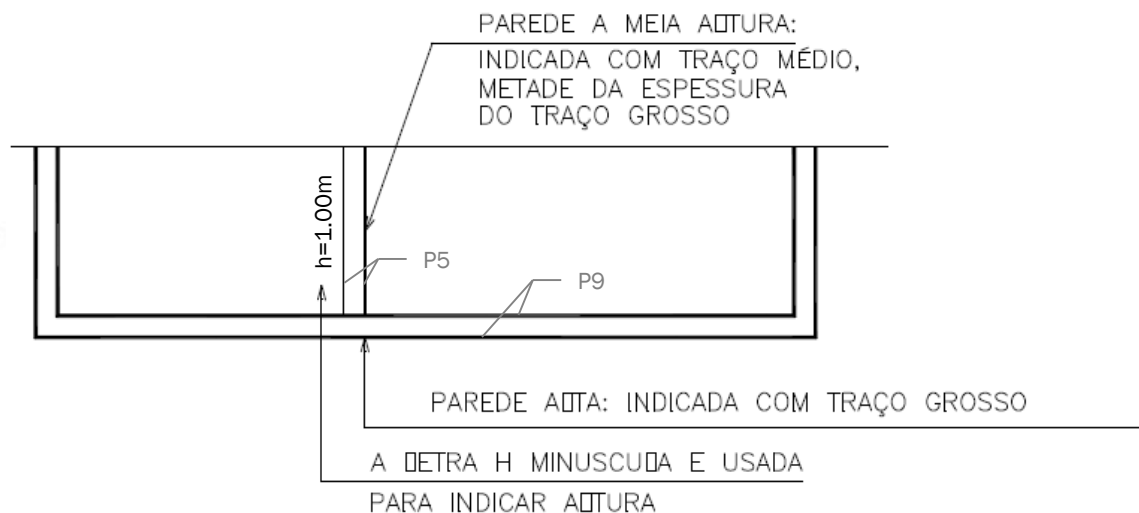 PAREDE A MEIA A▯TURA:
INDICADA COM TRAÇO MÉDIO,
METADE DA ESPESSURA
DO TRAÇO GROSSO
h=1.00m
P5
P9
PAREDE A▯TA: INDICADA COM TRAÇO GROSSO
A ▯ETRA H MINUSCU▯A E USADA
PARA INDICAR A▯TURA